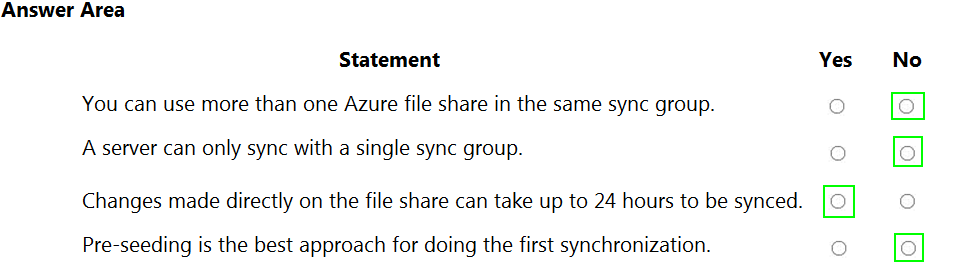 Answer Area
Statement Yes No
You can use more than one Azure file share in the same sync group.
A server can only sync with a single sync group.
Changes made directly on the file share can take up to 24 hours to be synced.
Pre-seeding is the best approach for doing the first synchronization.